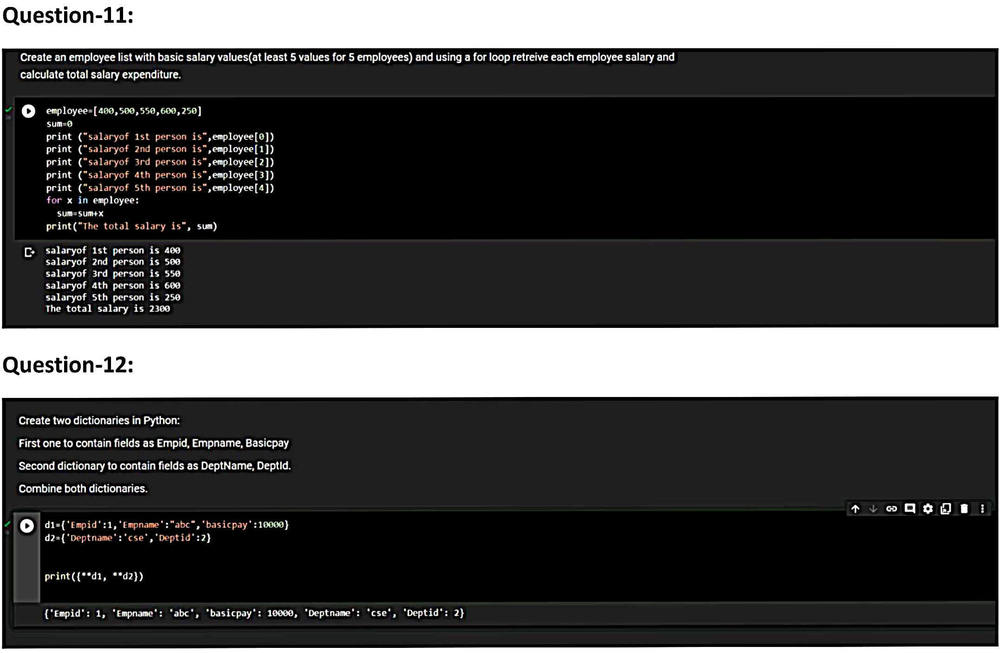 Question-11:
Create an employee list with basic salary values(at least 5 values for 5 employees) and using a for loop retreive each employee salary and
calculate total salary expenditure.
employee=[400,500,550,600,250]
sum=0
print ("salaryof 1st person is",employee[0])
print ("salaryof 2nd person is",employee[1])
print ("salaryof 3rd person is",employee[2])
print ("salaryof 4th person is",employee[3])
print ("salaryof 5th person is",employee[4])
for x in employee:
  sum=sum+x
print("The total salary is", sum)
salaryof 1st person is 400
salaryof 2nd person is 500
salaryof 3rd person is 550
salaryof 4th person is 600
salaryof 5th person is 250
The total salary is 2300
Question-12:
Create two dictionaries in Python:
First one to contain fields as Empid, Empname, Basicpay
Second dictionary to contain fields as DeptName, DeptId.
Combine both dictionaries.
d1={'Empid':1,'Empname':"abc",'basicpay':10000}
d2={'Deptname':'cse','Deptid':2}
print({**d1, **d2})
{'Empid': 1, 'Empname': 'abc', 'basicpay': 10000, 'Deptname': 'cse', 'Deptid': 2}